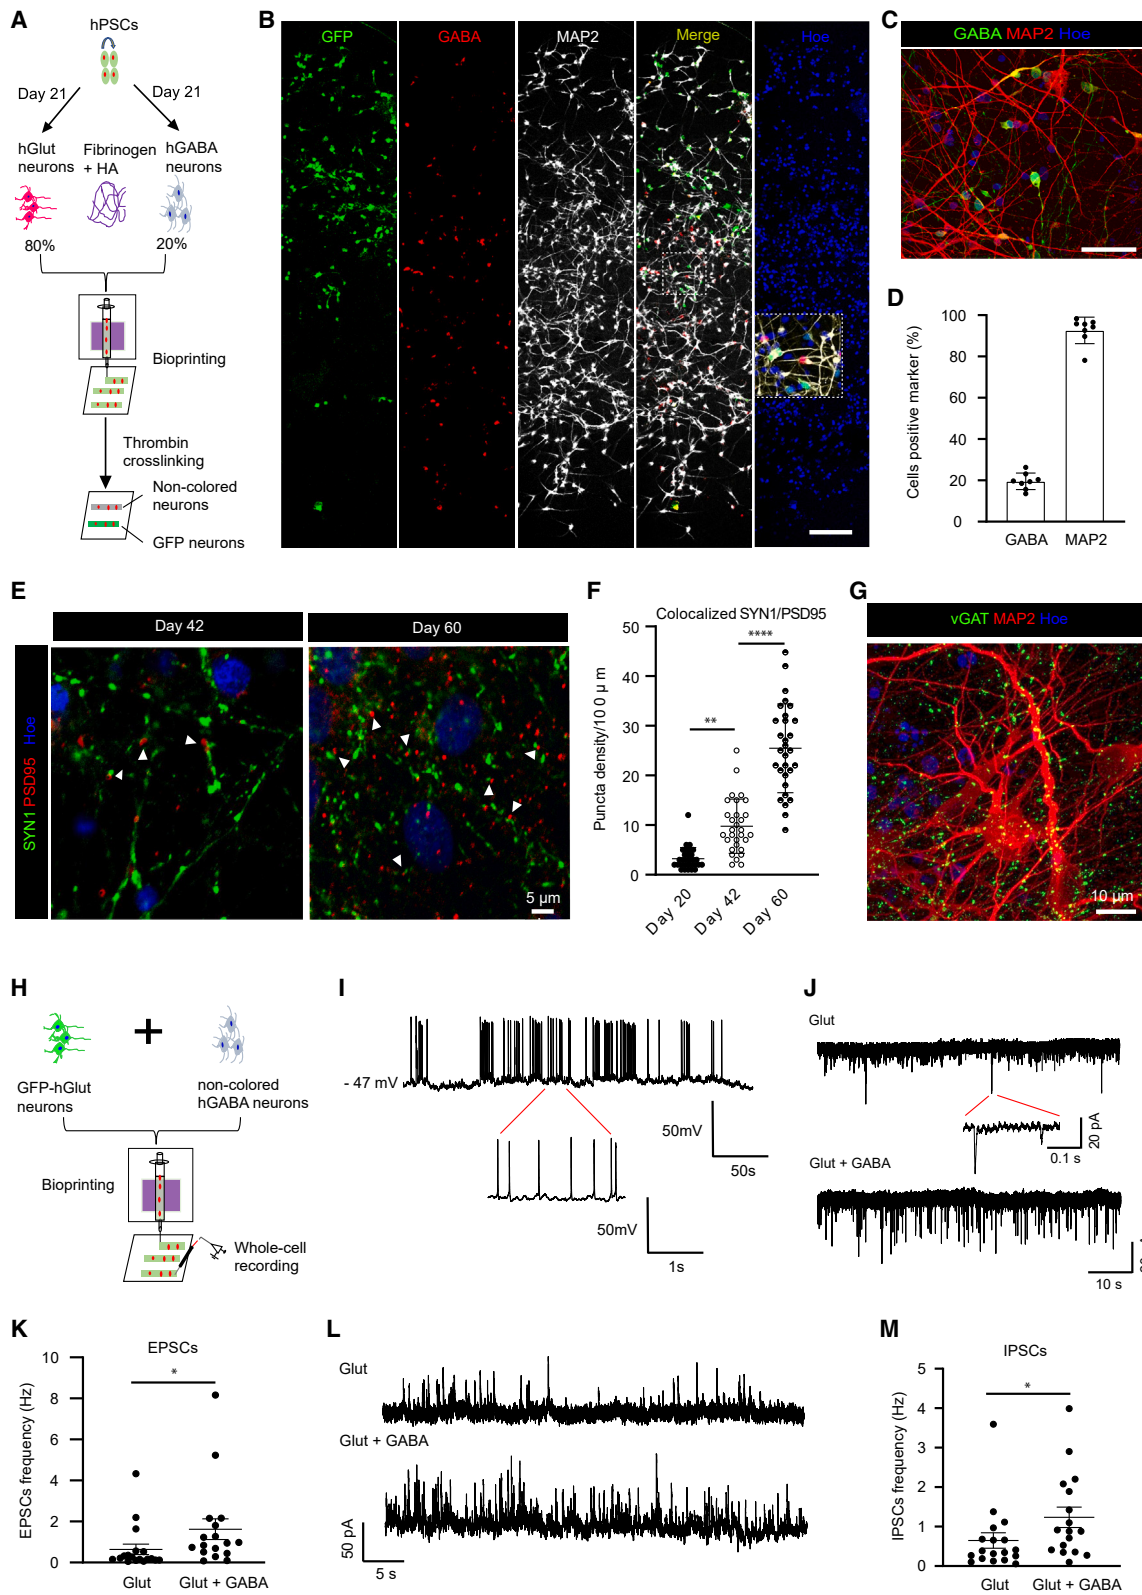 A
hPSCs
Day 21
Day 21
hGlut
neurons
Fibrinogen
+ HA
hGABA
neurons
80%
20%
Bioprinting
Thrombin
crosslinking
Non-colored
neurons
GFP neurons
B
GFP
GABA
MAP2
Merge
Hoe
C
GABA MAP2 Hoe
D
Cells positive marker (%)
100
80
60
40
20
0
GABA
MAP2
E
Day 42
Day 60
SYN1 PSD95 Hoe
5 µm
F
Colocalized SYN1/PSD95
Puncta density/10 0 µ m
50
40
30
20
10
0
**
****
Day 20
Day 42
Day 60
G
vGAT MAP2 Hoe
10 µm
H
GFP-hGlut
neurons
non-colored
hGABA neurons
Bioprinting
Whole-cell
recording
I
- 47 mV
50mV
50s
50mV
1s
J
Glut
20 pA
0.1 s
Glut + GABA
10 s
K
EPSCs
EPSCs frequency (Hz)
10
8
6
4
2
0
*
Glut
Glut + GABA
L
Glut
Glut + GABA
50 pA
5 s
M
IPSCs
IPSCs frequency (Hz)
5
4
3
2
1
0
*
Glut
Glut + GABA